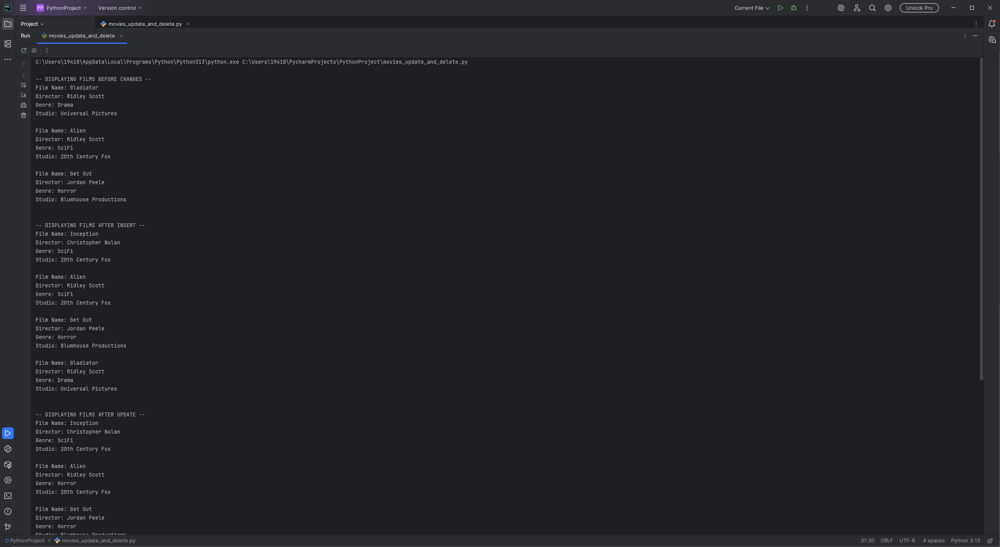 PC
PP PythonProject Version control Current File Unlock Pro
Project movies_update_and_delete.py
Run movies_update_and_delete
C:\Users\19418\AppData\Local\Programs\Python\Python313\python.exe C:\Users\19418\PycharmProjects\PythonProject\movies_update_and_delete.py
-- DISPLAYING FILMS BEFORE CHANGES --
Film Name: Gladiator
Director: Ridley Scott
Genre: Drama
Studio: Universal Pictures
Film Name: Alien
Director: Ridley Scott
Genre: SciFi
Studio: 20th Century Fox
Film Name: Get Out
Director: Jordan Peele
Genre: Horror
Studio: Blumhouse Productions
-- DISPLAYING FILMS AFTER INSERT --
Film Name: Inception
Director: Christopher Nolan
Genre: SciFi
Studio: 20th Century Fox
Film Name: Alien
Director: Ridley Scott
Genre: SciFi
Studio: 20th Century Fox
Film Name: Get Out
Director: Jordan Peele
Genre: Horror
Studio: Blumhouse Productions
Film Name: Gladiator
Director: Ridley Scott
Genre: Drama
Studio: Universal Pictures
-- DISPLAYING FILMS AFTER UPDATE --
Film Name: Inception
Director: Christopher Nolan
Genre: SciFi
Studio: 20th Century Fox
Film Name: Alien
Director: Ridley Scott
Genre: Horror
Studio: 20th Century Fox
Film Name: Get Out
Director: Jordan Peele
Genre: Horror
Studio: Blumhouse Productions
PythonProject > movies_update_and_delete.py 37:30 CRLF UTF-8 4 spaces Python 3.13